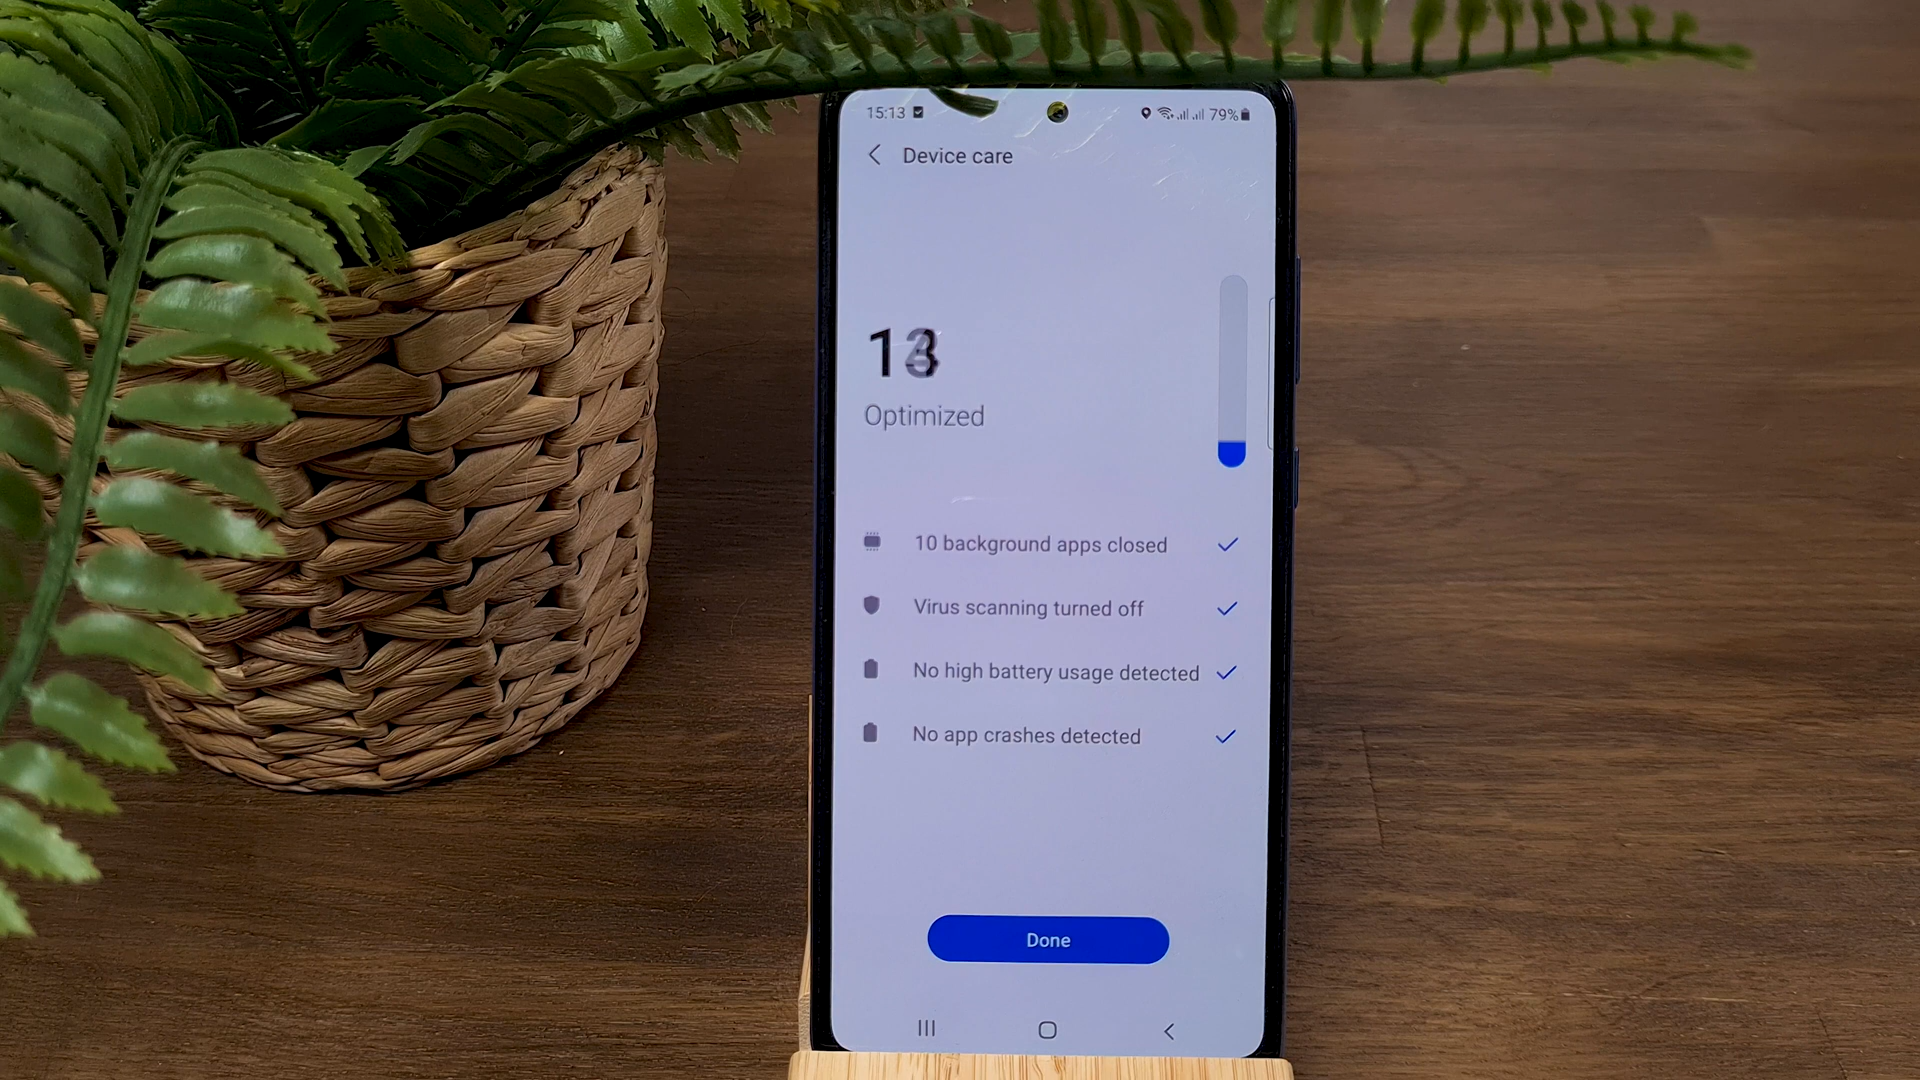 15:13 79%
Device care
Optimized
10 background apps closed
Virus scanning turned off
No high battery usage detected
No app crashes detected
Done